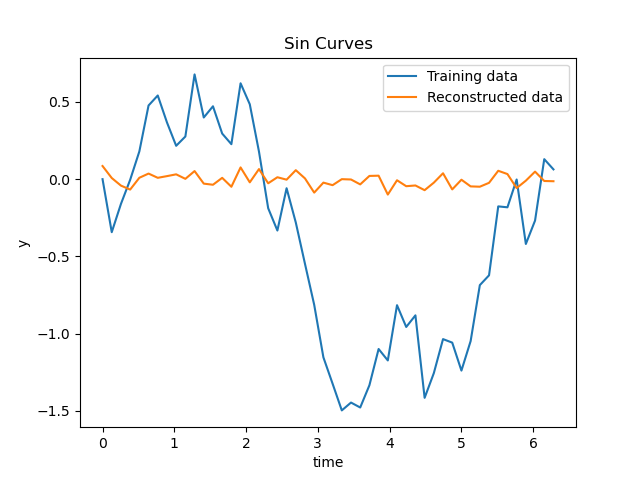 Sin Curves
Training data
Reconstructed data
0.5
0.0
−0.5
−1.0
−1.5
y
0 1 2 3 4 5 6
time